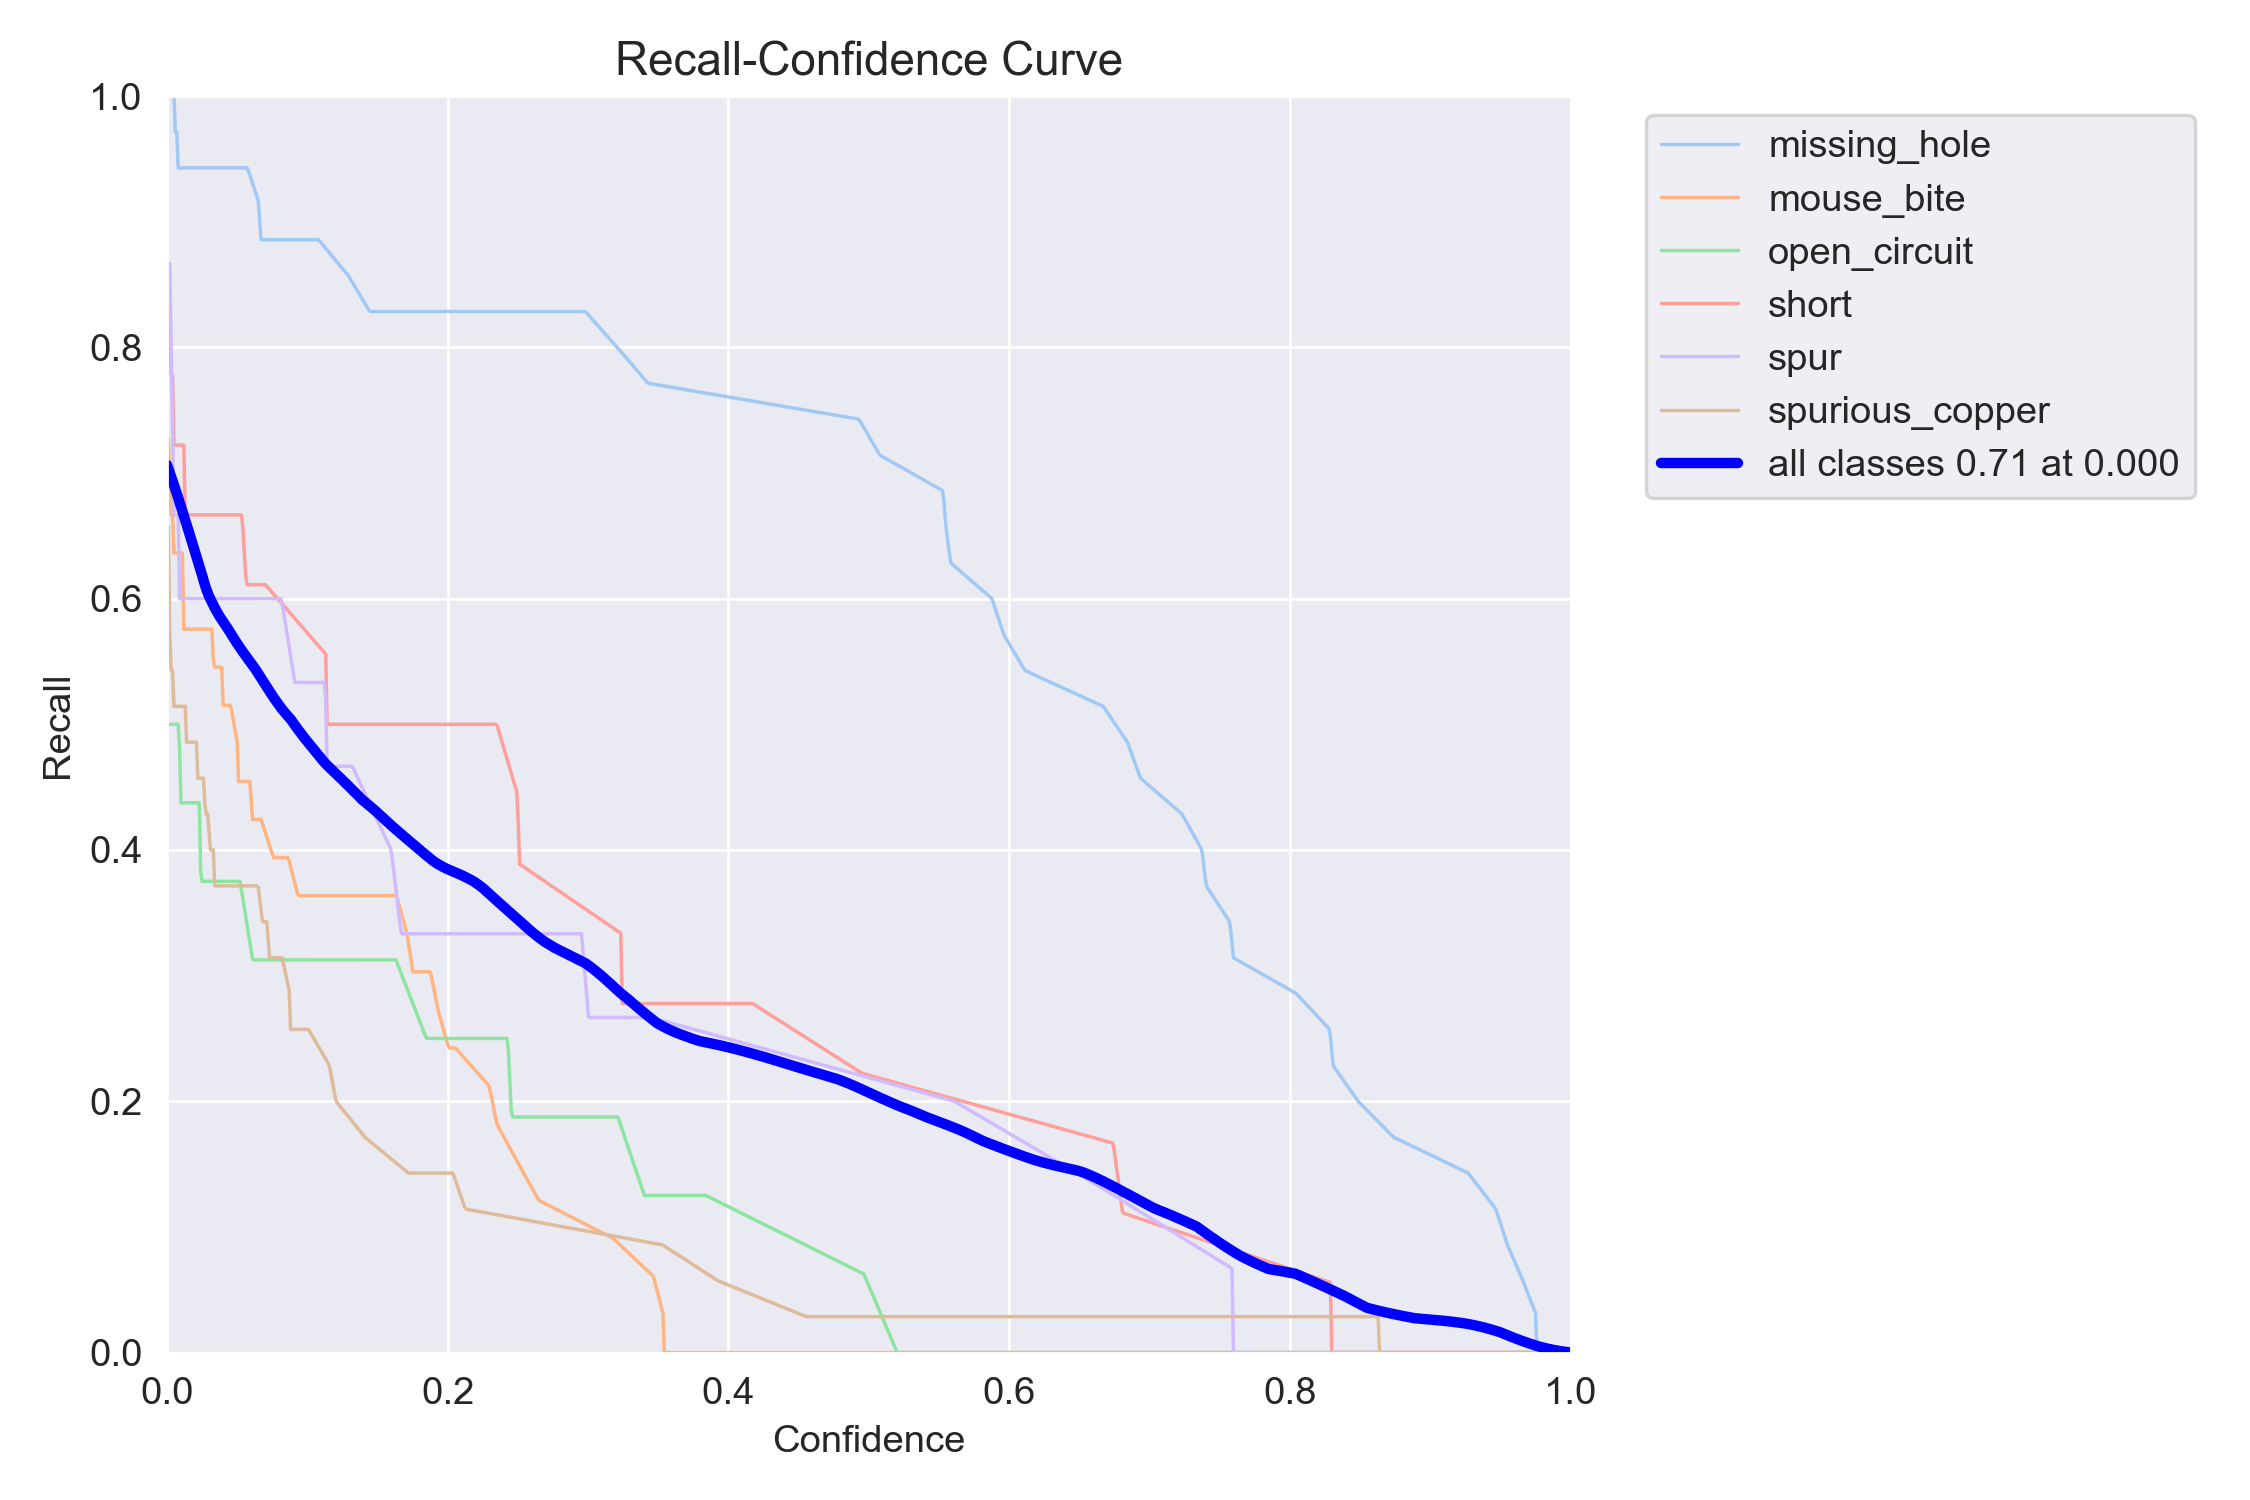 Recall-Confidence Curve
1.0
0.8
0.6
0.4
0.2
0.0
Recall
0.0 0.2 0.4 0.6 0.8 1.0
Confidence
missing_hole
mouse_bite
open_circuit
short
spur
spurious_copper
all classes 0.71 at 0.000